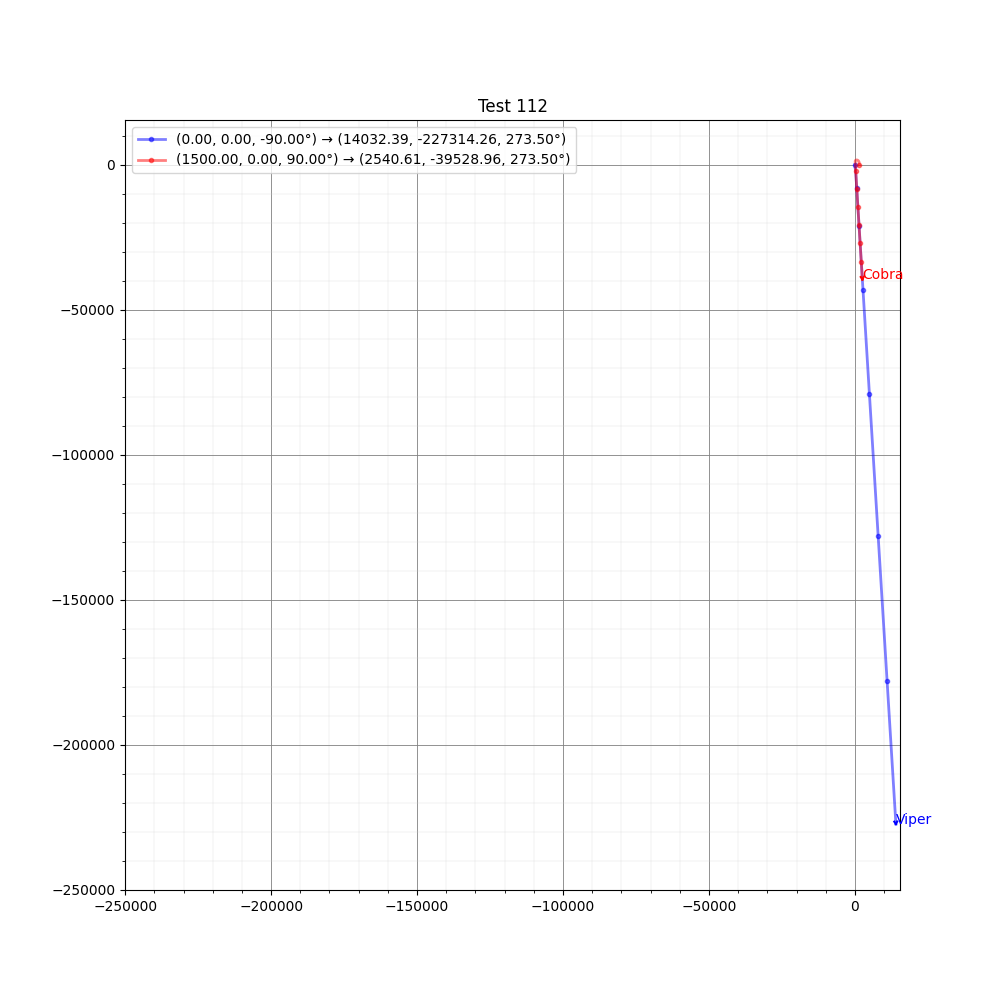 Test 112
(0.00, 0.00, -90.00°) → (14032.39, -227314.26, 273.50°)
(1500.00, 0.00, 90.00°) → (2540.61, -39528.96, 273.50°)
0
Cobra
−50000
−100000
−150000
−200000
Viper
−250000
−250000 −200000 −150000 −100000 −50000 0